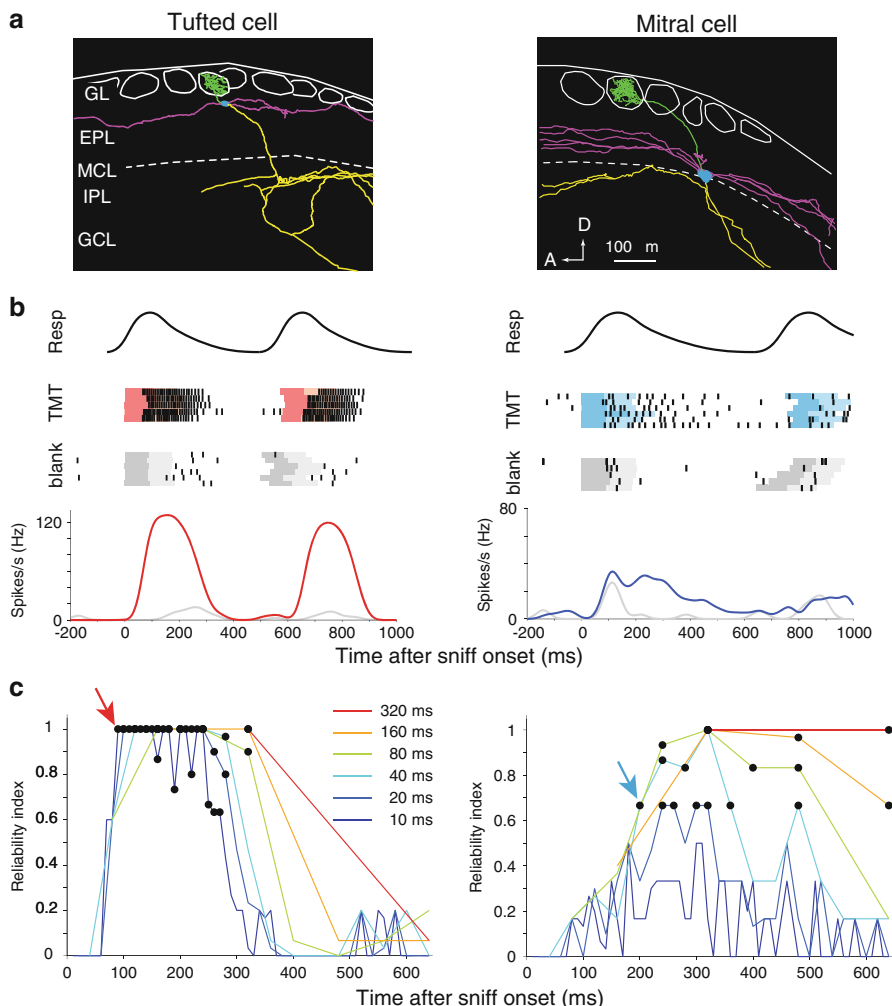 a
Tufted cell
Mitral cell
GL
EPL
MCL
IPL
GCL
D
A
100 m
b
Resp
TMT
blank
Spikes/s (Hz)
120
0
-200 0 200 400 600 800 1000
Resp
TMT
blank
Spikes/s (Hz)
80
0
-200 0 200 400 600 800 1000
Time after sniff onset (ms)
c
Reliability index
1
0.8
0.6
0.4
0.2
0
0 100 200 300 400 500 600
320 ms
160 ms
80 ms
40 ms
20 ms
10 ms
Reliability index
1
0.8
0.6
0.4
0.2
0
0 100 200 300 400 500 600
Time after sniff onset (ms)